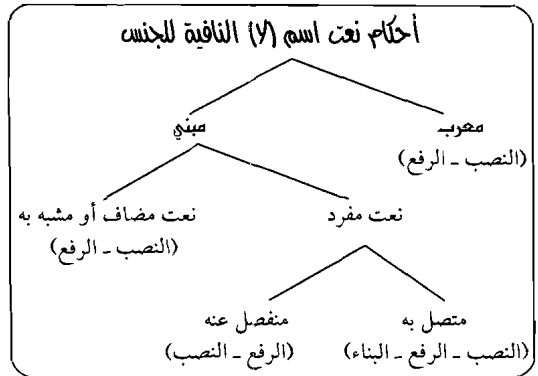 أحكام نعت اسم (لا) النافية للجنس
معرب
(النصب - الرفع)
مبني
نعت مفرد
نعت مضاف أو مشبه به
(النصب - الرفع)
متصل به
(النصب - الرفع - البناء)
منفصل عنه
(الرفع - النصب)